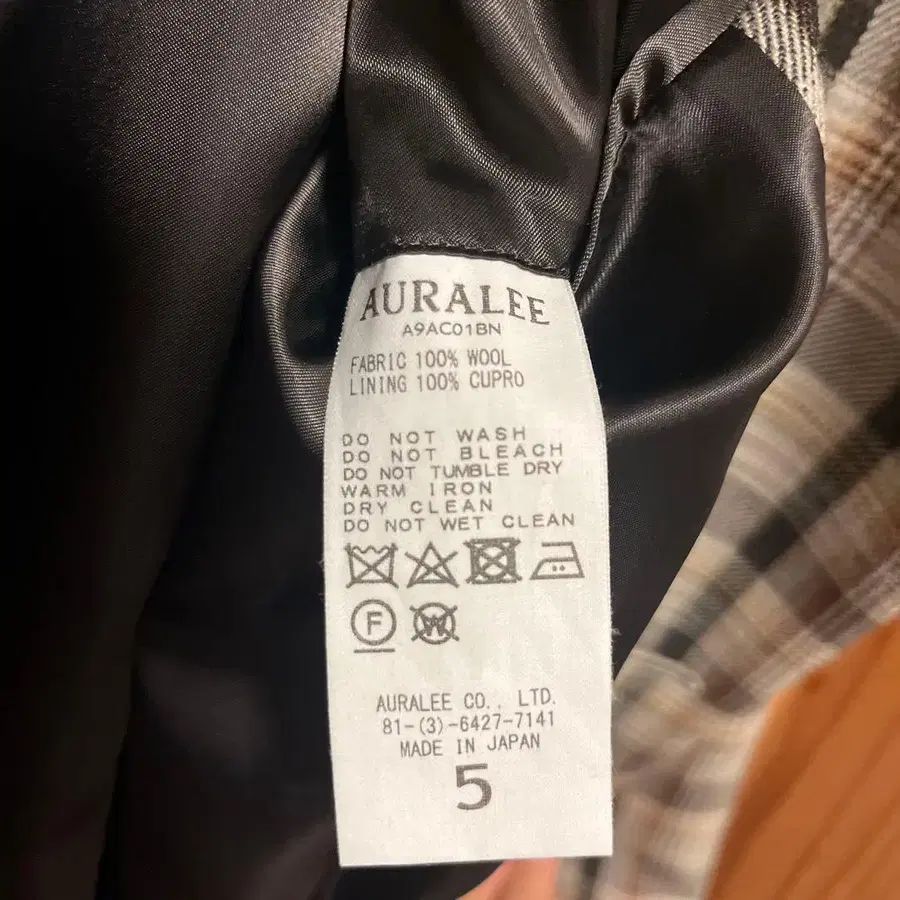 AURALEE
A9AC01BN
FABRIC 100% WOOL
LINING 100% CUPRO
DO NOT WASH
DO NOT BLEACH
DO NOT TUMBLE DRY
WARM IRON
DRY CLEAN
DO NOT WET CLEAN
F W
AURALEE CO., LTD.
81-(3)-6427-7141
MADE IN JAPAN
5